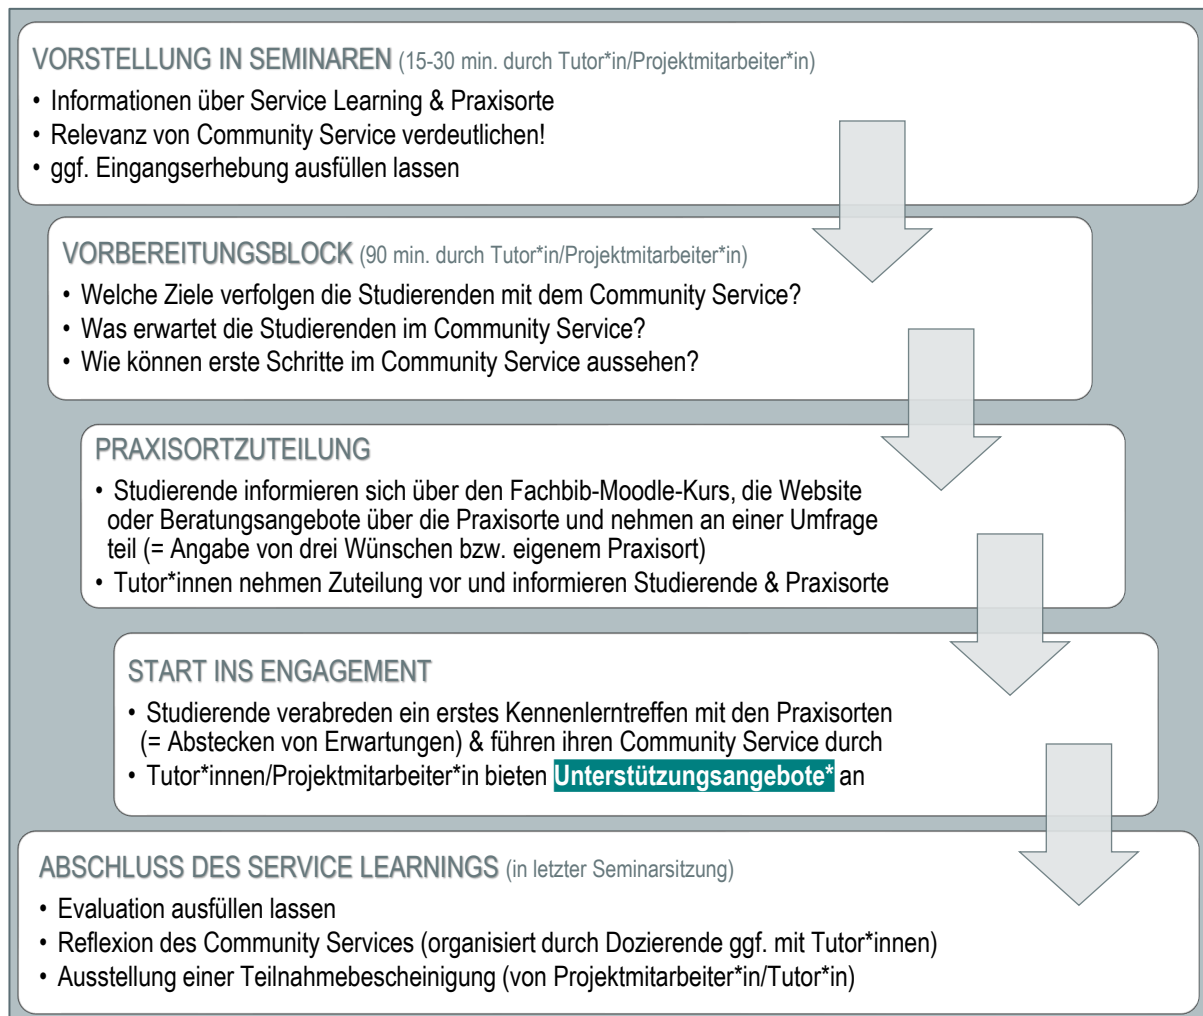 VORSTELLUNG IN SEMINAREN (15-30 min. durch Tutor*in/Projektmitarbeiter*in)
• Informationen über Service Learning & Praxisorte
• Relevanz von Community Service verdeutlichen!
• ggf. Eingangserhebung ausfüllen lassen
VORBEREITUNGSBLOCK (90 min. durch Tutor*in/Projektmitarbeiter*in)
• Welche Ziele verfolgen die Studierenden mit dem Community Service?
• Was erwartet die Studierenden im Community Service?
• Wie können erste Schritte im Community Service aussehen?
PRAXISORTZUTEILUNG
• Studierende informieren sich über den Fachbib-Moodle-Kurs, die Website
oder Beratungsangebote über die Praxisorte und nehmen an einer Umfrage
teil (= Angabe von drei Wünschen bzw. eigenem Praxisort)
• Tutor*innen nehmen Zuteilung vor und informieren Studierende & Praxisorte
START INS ENGAGEMENT
• Studierende verabreden ein erstes Kennenlerntreffen mit den Praxisorten
(= Abstecken von Erwartungen) & führen ihren Community Service durch
• Tutor*innen/Projektmitarbeiter*in bieten Unterstützungsangebote* an
ABSCHLUSS DES SERVICE LEARNINGS (in letzter Seminarsitzung)
• Evaluation ausfüllen lassen
• Reflexion des Community Services (organisiert durch Dozierende ggf. mit Tutor*innen)
• Ausstellung einer Teilnahmebescheinigung (von Projektmitarbeiter*in/Tutor*in)